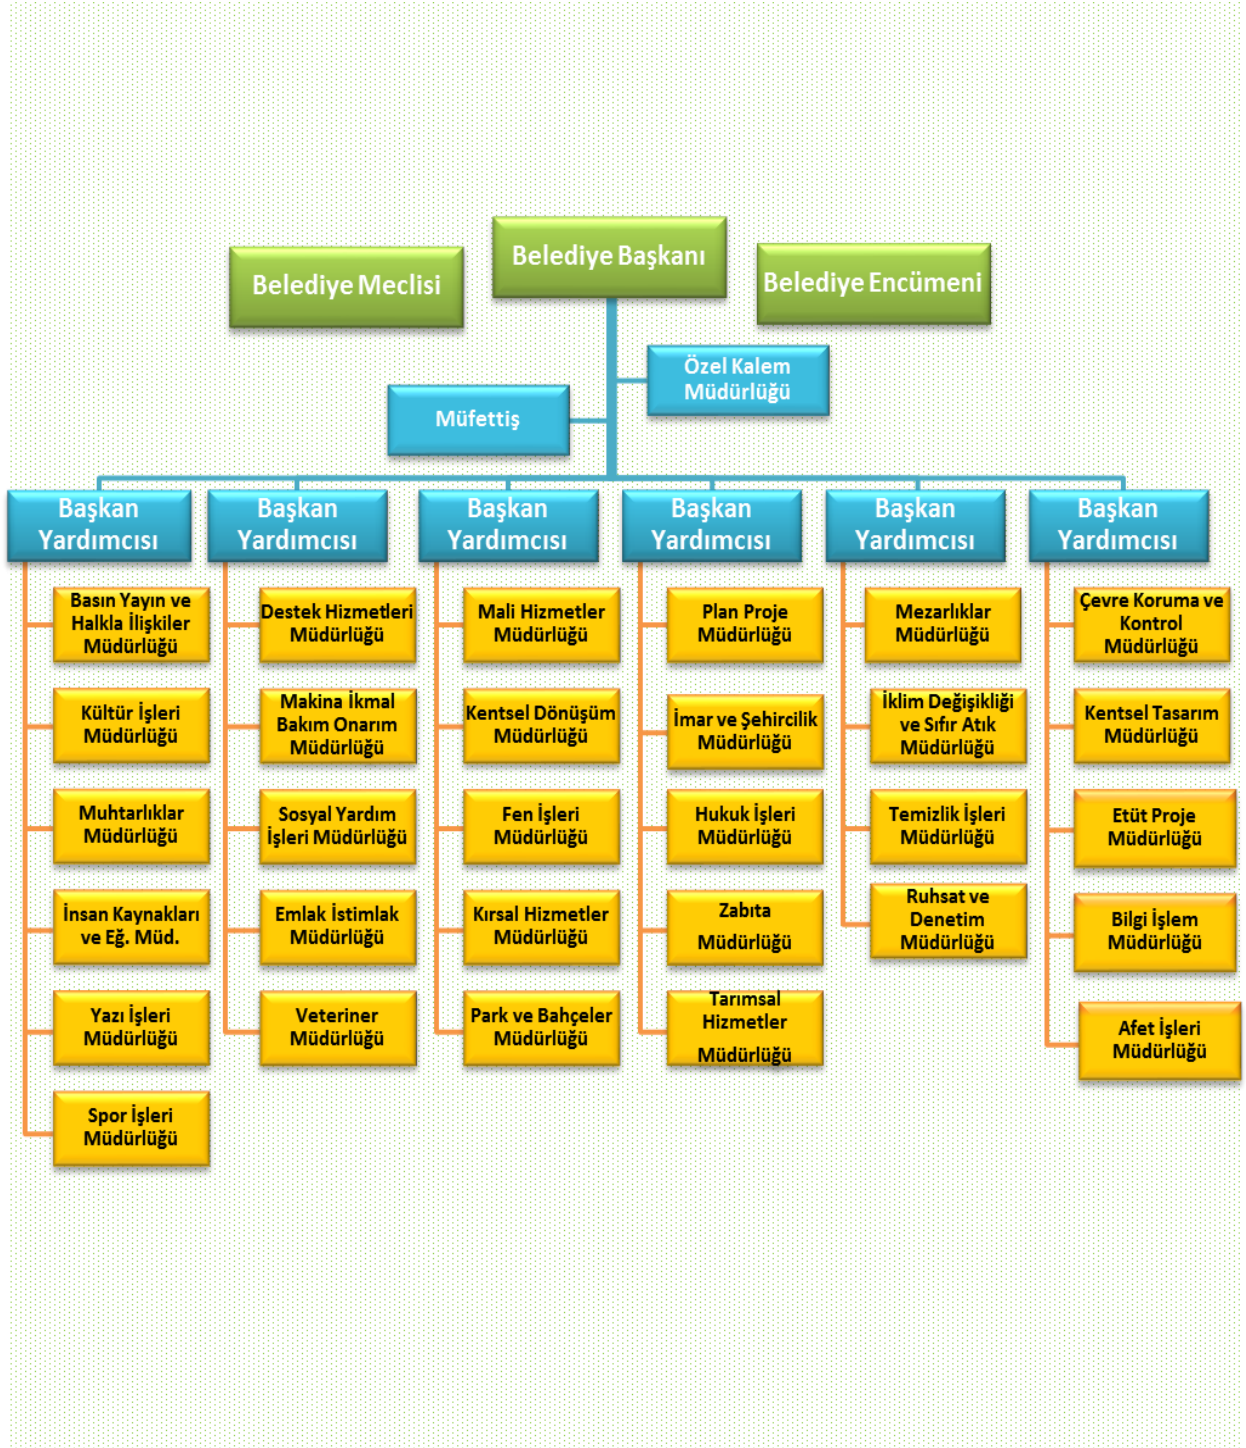 Belediye Başkanı
Belediye Meclisi
Belediye Encümeni
Özel Kalem
Müdürlüğü
Müfettiş
Başkan
Yardımcısı
Başkan
Yardımcısı
Başkan
Yardımcısı
Başkan
Yardımcısı
Başkan
Yardımcısı
Başkan
Yardımcısı
Basın Yayın ve
Halkla İlişkiler
Müdürlüğü
Kültür İşleri
Müdürlüğü
Muhtarlıklar
Müdürlüğü
İnsan Kaynakları
ve Eğ. Müd.
Yazı İşleri
Müdürlüğü
Spor İşleri
Müdürlüğü
Destek Hizmetleri
Müdürlüğü
Makina İkmal
Bakım Onarım
Müdürlüğü
Sosyal Yardım
İşleri Müdürlüğü
Emlak İstimlak
Müdürlüğü
Veteriner
Müdürlüğü
Mali Hizmetler
Müdürlüğü
Kentsel Dönüşüm
Müdürlüğü
Fen İşleri
Müdürlüğü
Kırsal Hizmetler
Müdürlüğü
Park ve Bahçeler
Müdürlüğü
Plan Proje
Müdürlüğü
İmar ve Şehircilik
Müdürlüğü
Hukuk İşleri
Müdürlüğü
Zabıta
Müdürlüğü
Tarımsal
Hizmetler
Müdürlüğü
Mezarlıklar
Müdürlüğü
İklim Değişikliği
ve Sıfır Atık
Müdürlüğü
Temizlik İşleri
Müdürlüğü
Ruhsat ve
Denetim
Müdürlüğü
Çevre Koruma ve
Kontrol
Müdürlüğü
Kentsel Tasarım
Müdürlüğü
Etüt Proje
Müdürlüğü
Bilgi İşlem
Müdürlüğü
Afet İşleri
Müdürlüğü